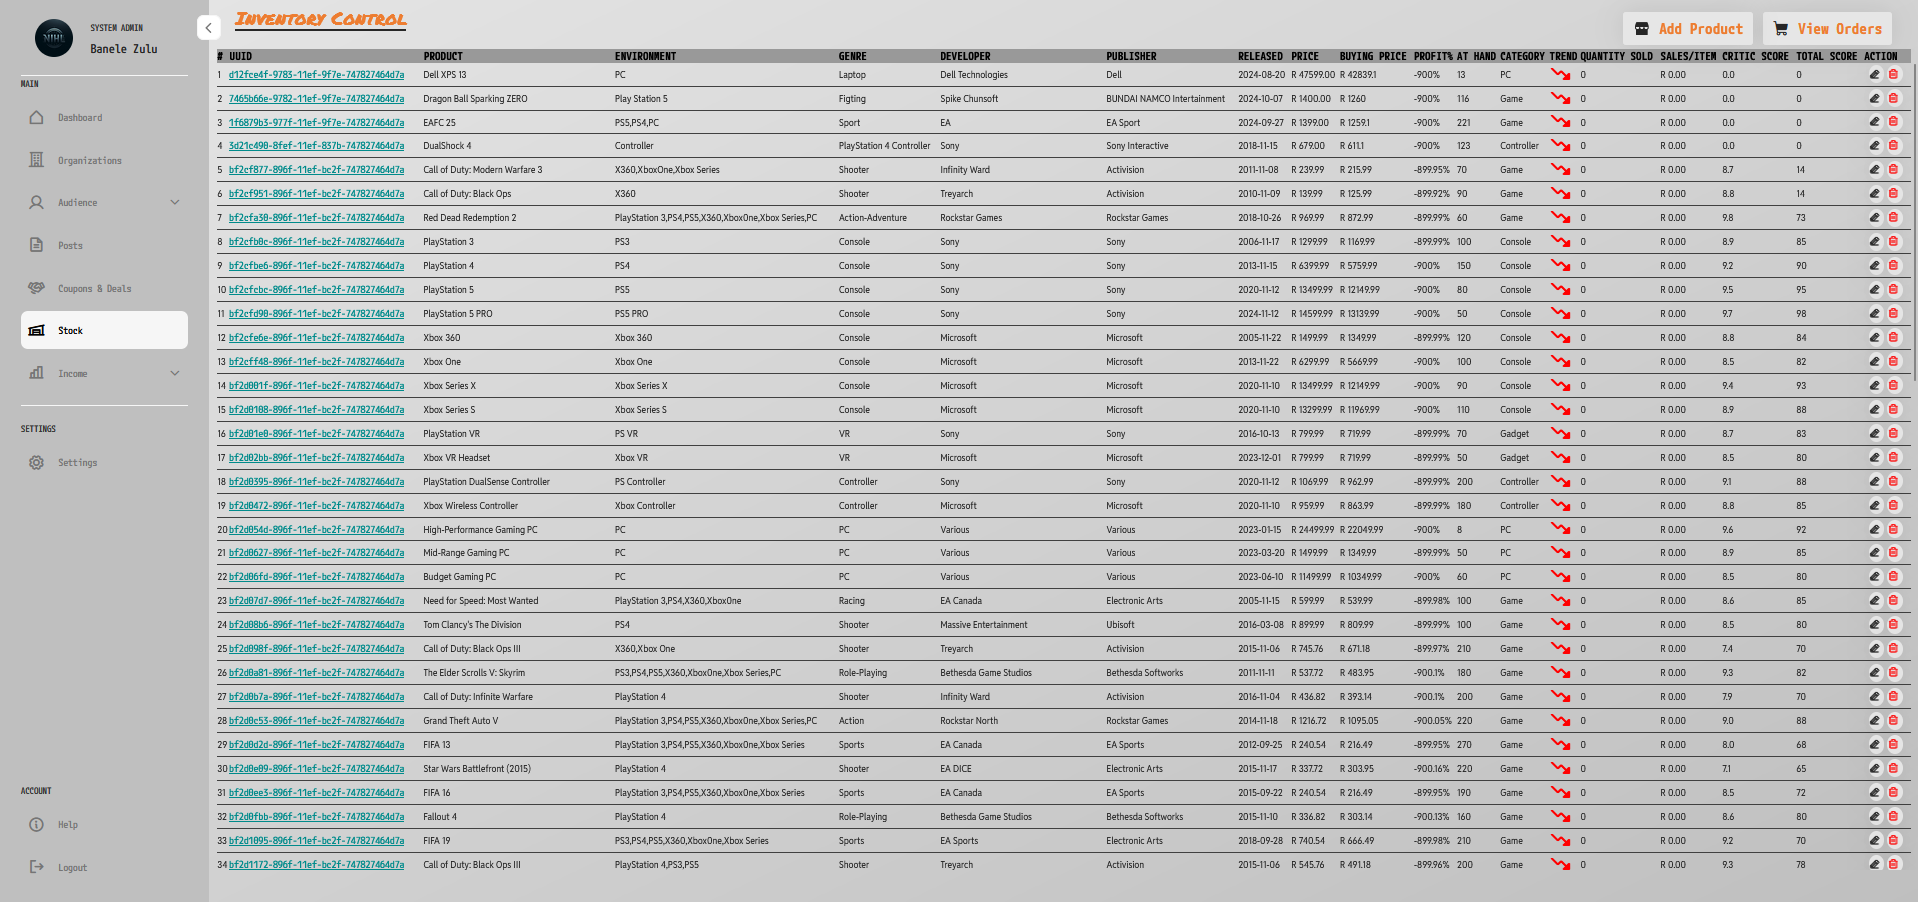 NIHL
SYSTEM ADMIN
Banele Zulu
MAIN
Dashboard
Organizations
Audience
Posts
Coupons & Deals
Stock
Income
SETTINGS
Settings
ACCOUNT
Help
Logout
Inventory Control
Add Product
View Orders
# UUID PRODUCT ENVIRONMENT GENRE DEVELOPER PUBLISHER RELEASED PRICE BUYING PRICE PROFIT% AT HAND CATEGORY TREND QUANTITY SOLD SALES/ITEM CRITIC SCORE TOTAL SCORE ACTION
1 d12fce4f-9783-11ef-9f7e-747827464d7a Dell XPS 13 PC Laptop Dell Technologies Dell 2024-08-20 R 47599.00 R 42839.1 -900% 13 PC 0 R 0.00 0.0 0
2 7465b66e-9782-11ef-9f7e-747827464d7a Dragon Ball Sparking ZERO Play Station 5 Figting Spike Chunsoft BUNDAI NAMCO Intertainment 2024-10-07 R 1400.00 R 1260 -900% 116 Game 0 R 0.00 0.0 0
3 1f6879b3-977f-11ef-9f7e-747827464d7a EAFC 25 PS5,PS4,PC Sport EA EA Sport 2024-09-27 R 1399.00 R 1259.1 -900% 221 Game 0 R 0.00 0.0 0
4 3d21c490-8fef-11ef-837b-747827464d7a DualShock 4 Controller PlayStation 4 Controller Sony Sony Interactive 2018-11-15 R 679.00 R 611.1 -900% 123 Controller 0 R 0.00 0.0 0
5 bf2cf877-896f-11ef-bc2f-747827464d7a Call of Duty: Modern Warfare 3 X360,XboxOne,Xbox Series Shooter Infinity Ward Activision 2011-11-08 R 239.99 R 215.99 -899.95% 70 Game 0 R 0.00 8.7 14
6 bf2cf951-896f-11ef-bc2f-747827464d7a Call of Duty: Black Ops X360 Shooter Treyarch Activision 2010-11-09 R 139.99 R 125.99 -899.92% 90 Game 0 R 0.00 8.8 14
7 bf2cfa30-896f-11ef-bc2f-747827464d7a Red Dead Redemption 2 PlayStation 3,PS4,PS5,X360,XboxOne,Xbox Series,PC Action-Adventure Rockstar Games Rockstar Games 2018-10-26 R 969.99 R 872.99 -899.99% 60 Game 0 R 0.00 9.8 73
8 bf2cfb0c-896f-11ef-bc2f-747827464d7a PlayStation 3 PS3 Console Sony Sony 2006-11-17 R 1299.99 R 1169.99 -899.99% 100 Console 0 R 0.00 8.9 85
9 bf2cfbe6-896f-11ef-bc2f-747827464d7a PlayStation 4 PS4 Console Sony Sony 2013-11-15 R 6399.99 R 5759.99 -900% 150 Console 0 R 0.00 9.2 90
10 bf2cfcbc-896f-11ef-bc2f-747827464d7a PlayStation 5 PS5 Console Sony Sony 2020-11-12 R 13499.99 R 12149.99 -900% 80 Console 0 R 0.00 9.5 95
11 bf2cfd90-896f-11ef-bc2f-747827464d7a PlayStation 5 PRO PS5 PRO Console Sony Sony 2024-11-12 R 14599.99 R 13139.99 -900% 50 Console 0 R 0.00 9.7 98
12 bf2cfe6e-896f-11ef-bc2f-747827464d7a Xbox 360 Xbox 360 Console Microsoft Microsoft 2005-11-22 R 1499.99 R 1349.99 -899.99% 120 Console 0 R 0.00 8.8 84
13 bf2cff48-896f-11ef-bc2f-747827464d7a Xbox One Xbox One Console Microsoft Microsoft 2013-11-22 R 6299.99 R 5669.99 -900% 100 Console 0 R 0.00 8.5 82
14 bf2d001f-896f-11ef-bc2f-747827464d7a Xbox Series X Xbox Series X Console Microsoft Microsoft 2020-11-10 R 13499.99 R 12149.99 -900% 90 Console 0 R 0.00 9.4 93
15 bf2d0108-896f-11ef-bc2f-747827464d7a Xbox Series S Xbox Series S Console Microsoft Microsoft 2020-11-10 R 13299.99 R 11969.99 -900% 110 Console 0 R 0.00 8.9 88
16 bf2d01e0-896f-11ef-bc2f-747827464d7a PlayStation VR PS VR VR Sony Sony 2016-10-13 R 799.99 R 719.99 -899.99% 70 Gadget 0 R 0.00 8.7 83
17 bf2d02bb-896f-11ef-bc2f-747827464d7a Xbox VR Headset Xbox VR VR Microsoft Microsoft 2023-12-01 R 799.99 R 719.99 -899.99% 50 Gadget 0 R 0.00 8.5 80
18 bf2d0395-896f-11ef-bc2f-747827464d7a PlayStation DualSense Controller PS Controller Controller Sony Sony 2020-11-12 R 1069.99 R 962.99 -899.99% 200 Controller 0 R 0.00 9.1 88
19 bf2d0472-896f-11ef-bc2f-747827464d7a Xbox Wireless Controller Xbox Controller Controller Microsoft Microsoft 2020-11-10 R 959.99 R 863.99 -899.99% 180 Controller 0 R 0.00 8.8 85
20 bf2d054d-896f-11ef-bc2f-747827464d7a High-Performance Gaming PC PC PC Various Various 2023-01-15 R 24499.99 R 22049.99 -900% 8 PC 0 R 0.00 9.6 92
21 bf2d0627-896f-11ef-bc2f-747827464d7a Mid-Range Gaming PC PC PC Various Various 2023-03-20 R 1499.99 R 1349.99 -899.99% 50 PC 0 R 0.00 8.9 85
22 bf2d06fd-896f-11ef-bc2f-747827464d7a Budget Gaming PC PC PC Various Various 2023-06-10 R 11499.99 R 10349.99 -900% 60 PC 0 R 0.00 8.5 80
23 bf2d07d7-896f-11ef-bc2f-747827464d7a Need for Speed: Most Wanted PlayStation 3,PS4,X360,XboxOne Racing EA Canada Electronic Arts 2005-11-15 R 599.99 R 539.99 -899.98% 100 Game 0 R 0.00 8.6 85
24 bf2d08b6-896f-11ef-bc2f-747827464d7a Tom Clancy's The Division PS4 Shooter Massive Entertainment Ubisoft 2016-03-08 R 899.99 R 809.99 -899.99% 100 Game 0 R 0.00 8.5 80
25 bf2d098f-896f-11ef-bc2f-747827464d7a Call of Duty: Black Ops III X360,Xbox One Shooter Treyarch Activision 2015-11-06 R 745.76 R 671.18 -899.97% 210 Game 0 R 0.00 7.4 70
26 bf2d0a81-896f-11ef-bc2f-747827464d7a The Elder Scrolls V: Skyrim PS3,PS4,PS5,X360,XboxOne,Xbox Series,PC Role-Playing Bethesda Game Studios Bethesda Softworks 2011-11-11 R 537.72 R 483.95 -900.1% 180 Game 0 R 0.00 9.3 82
27 bf2d0b7a-896f-11ef-bc2f-747827464d7a Call of Duty: Infinite Warfare PlayStation 4 Shooter Infinity Ward Activision 2016-11-04 R 436.82 R 393.14 -900.1% 200 Game 0 R 0.00 7.9 70
28 bf2d0c53-896f-11ef-bc2f-747827464d7a Grand Theft Auto V PlayStation 3,PS4,PS5,X360,XboxOne,Xbox Series,PC Action Rockstar North Rockstar Games 2014-11-18 R 1216.72 R 1095.05 -900.05% 220 Game 0 R 0.00 9.0 88
29 bf2d0d2d-896f-11ef-bc2f-747827464d7a FIFA 13 PlayStation 3,PS4,PS5,X360,XboxOne,Xbox Series Sports EA Canada EA Sports 2012-09-25 R 240.54 R 216.49 -899.95% 270 Game 0 R 0.00 8.0 68
30 bf2d0e09-896f-11ef-bc2f-747827464d7a Star Wars Battlefront (2015) PlayStation 4 Shooter EA DICE Electronic Arts 2015-11-17 R 337.72 R 303.95 -900.16% 220 Game 0 R 0.00 7.1 65
31 bf2d0ee3-896f-11ef-bc2f-747827464d7a FIFA 16 PlayStation 3,PS4,PS5,X360,XboxOne,Xbox Series Sports EA Canada EA Sports 2015-09-22 R 240.54 R 216.49 -899.95% 190 Game 0 R 0.00 8.5 72
32 bf2d0fbb-896f-11ef-bc2f-747827464d7a Fallout 4 PlayStation 4 Role-Playing Bethesda Game Studios Bethesda Softworks 2015-11-10 R 336.82 R 303.14 -900.13% 160 Game 0 R 0.00 8.6 80
33 bf2d1095-896f-11ef-bc2f-747827464d7a FIFA 19 PS3,PS4,PS5,X360,XboxOne,Xbox Series Sports EA Sports Electronic Arts 2018-09-28 R 740.54 R 666.49 -899.98% 210 Game 0 R 0.00 9.2 70
34 bf2d1172-896f-11ef-bc2f-747827464d7a Call of Duty: Black Ops III PlayStation 4,PS3,PS5 Shooter Treyarch Activision 2015-11-06 R 545.76 R 491.18 -899.96% 200 Game 0 R 0.00 9.3 78